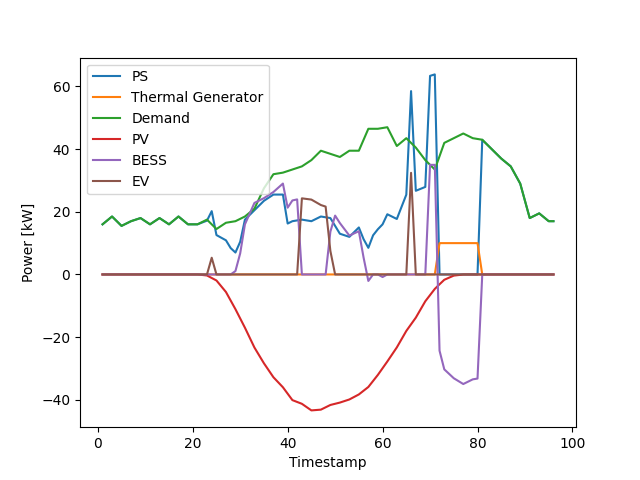 PS
Thermal Generator
Demand
PV
BESS
EV
Power [kW]
60
40
20
0
−20
−40
0 20 40 60 80 100
Timestamp